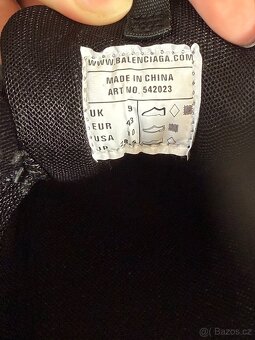 WWW.BALENCIAGA.COM
MADE IN CHINA
ART NO. 542023
UK 9
EUR 43
USA 10
© Bazos.cz